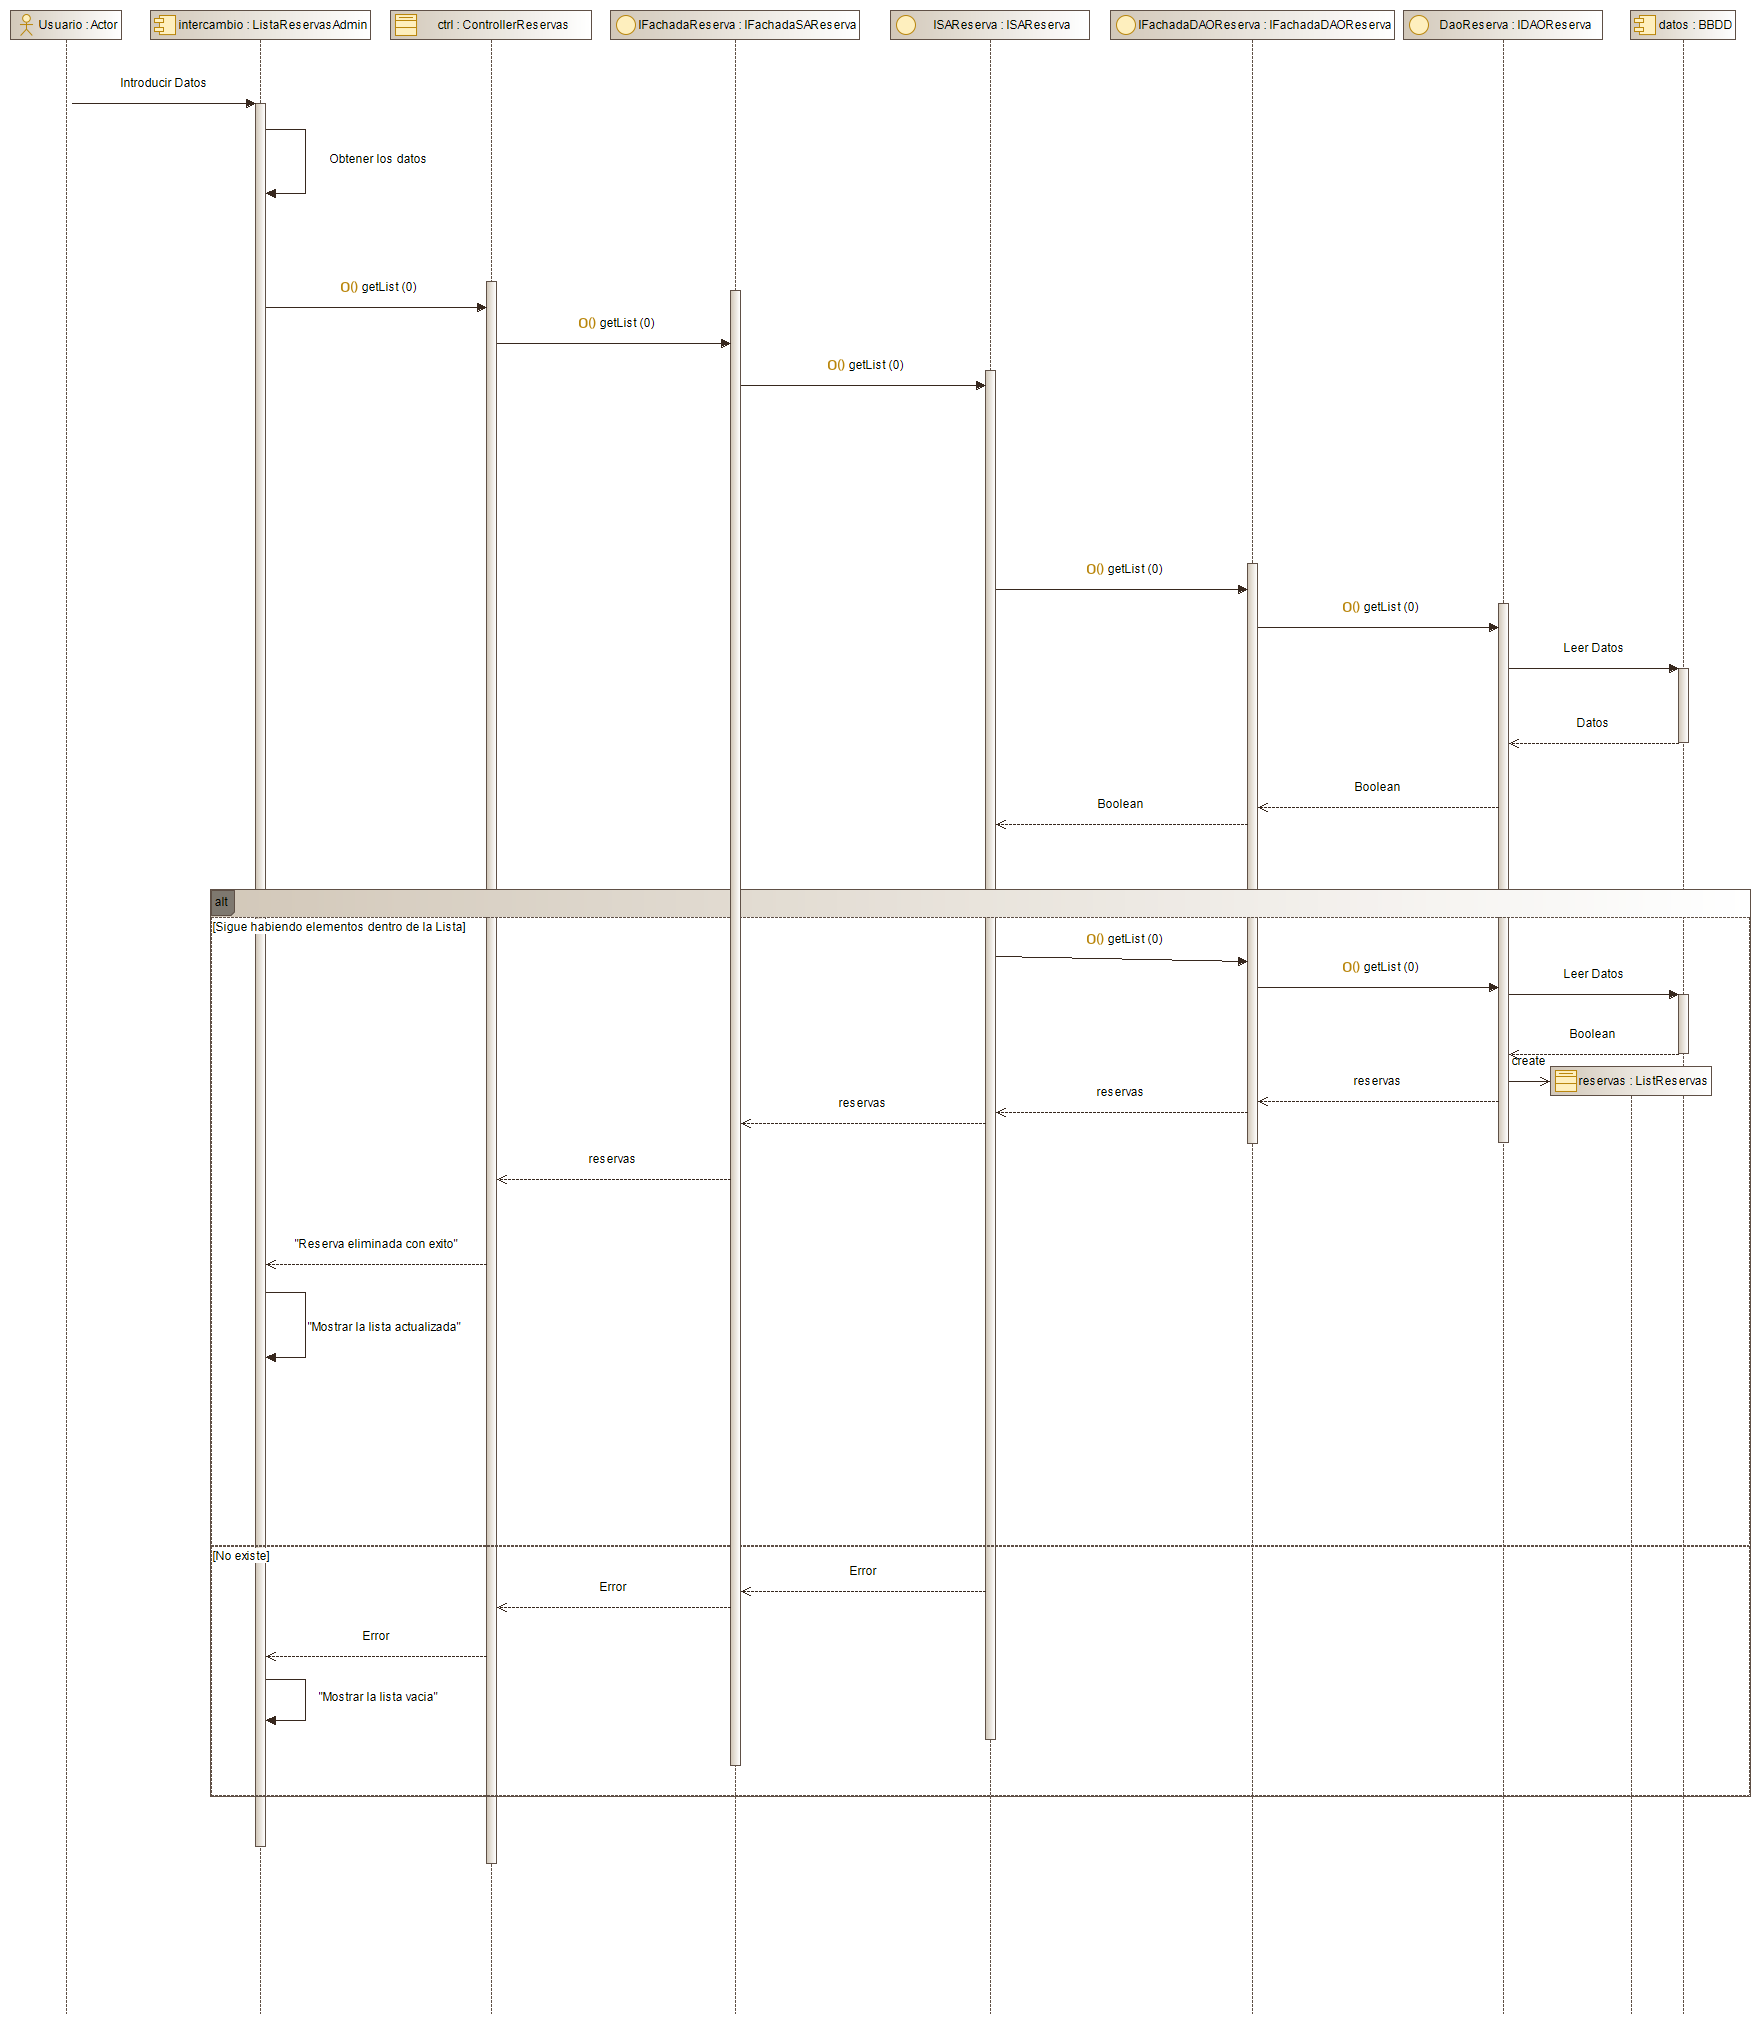 Usuario : Actor
intercambio : ListaReservasAdmin
ctrl : ControllerReservas
IFachadaReserva : IFachadaSAReserva
ISAReserva : ISAReserva
IFachadaDAOReserva : IFachadaDAOReserva
DaoReserva : IDAOReserva
datos : BBDD
Introducir Datos
Obtener los datos
O() getList (0)
O() getList (0)
O() getList (0)
O() getList (0)
O() getList (0)
Leer Datos
Datos
Boolean
Boolean
alt
[Sigue habiendo elementos dentro de la Lista]
O() getList (0)
O() getList (0)
Leer Datos
Boolean
create
reservas : ListReservas
reservas
reservas
reservas
reservas
"Reserva eliminada con exito"
"Mostrar la lista actualizada"
[No existe]
Error
Error
Error
"Mostrar la lista vacia"